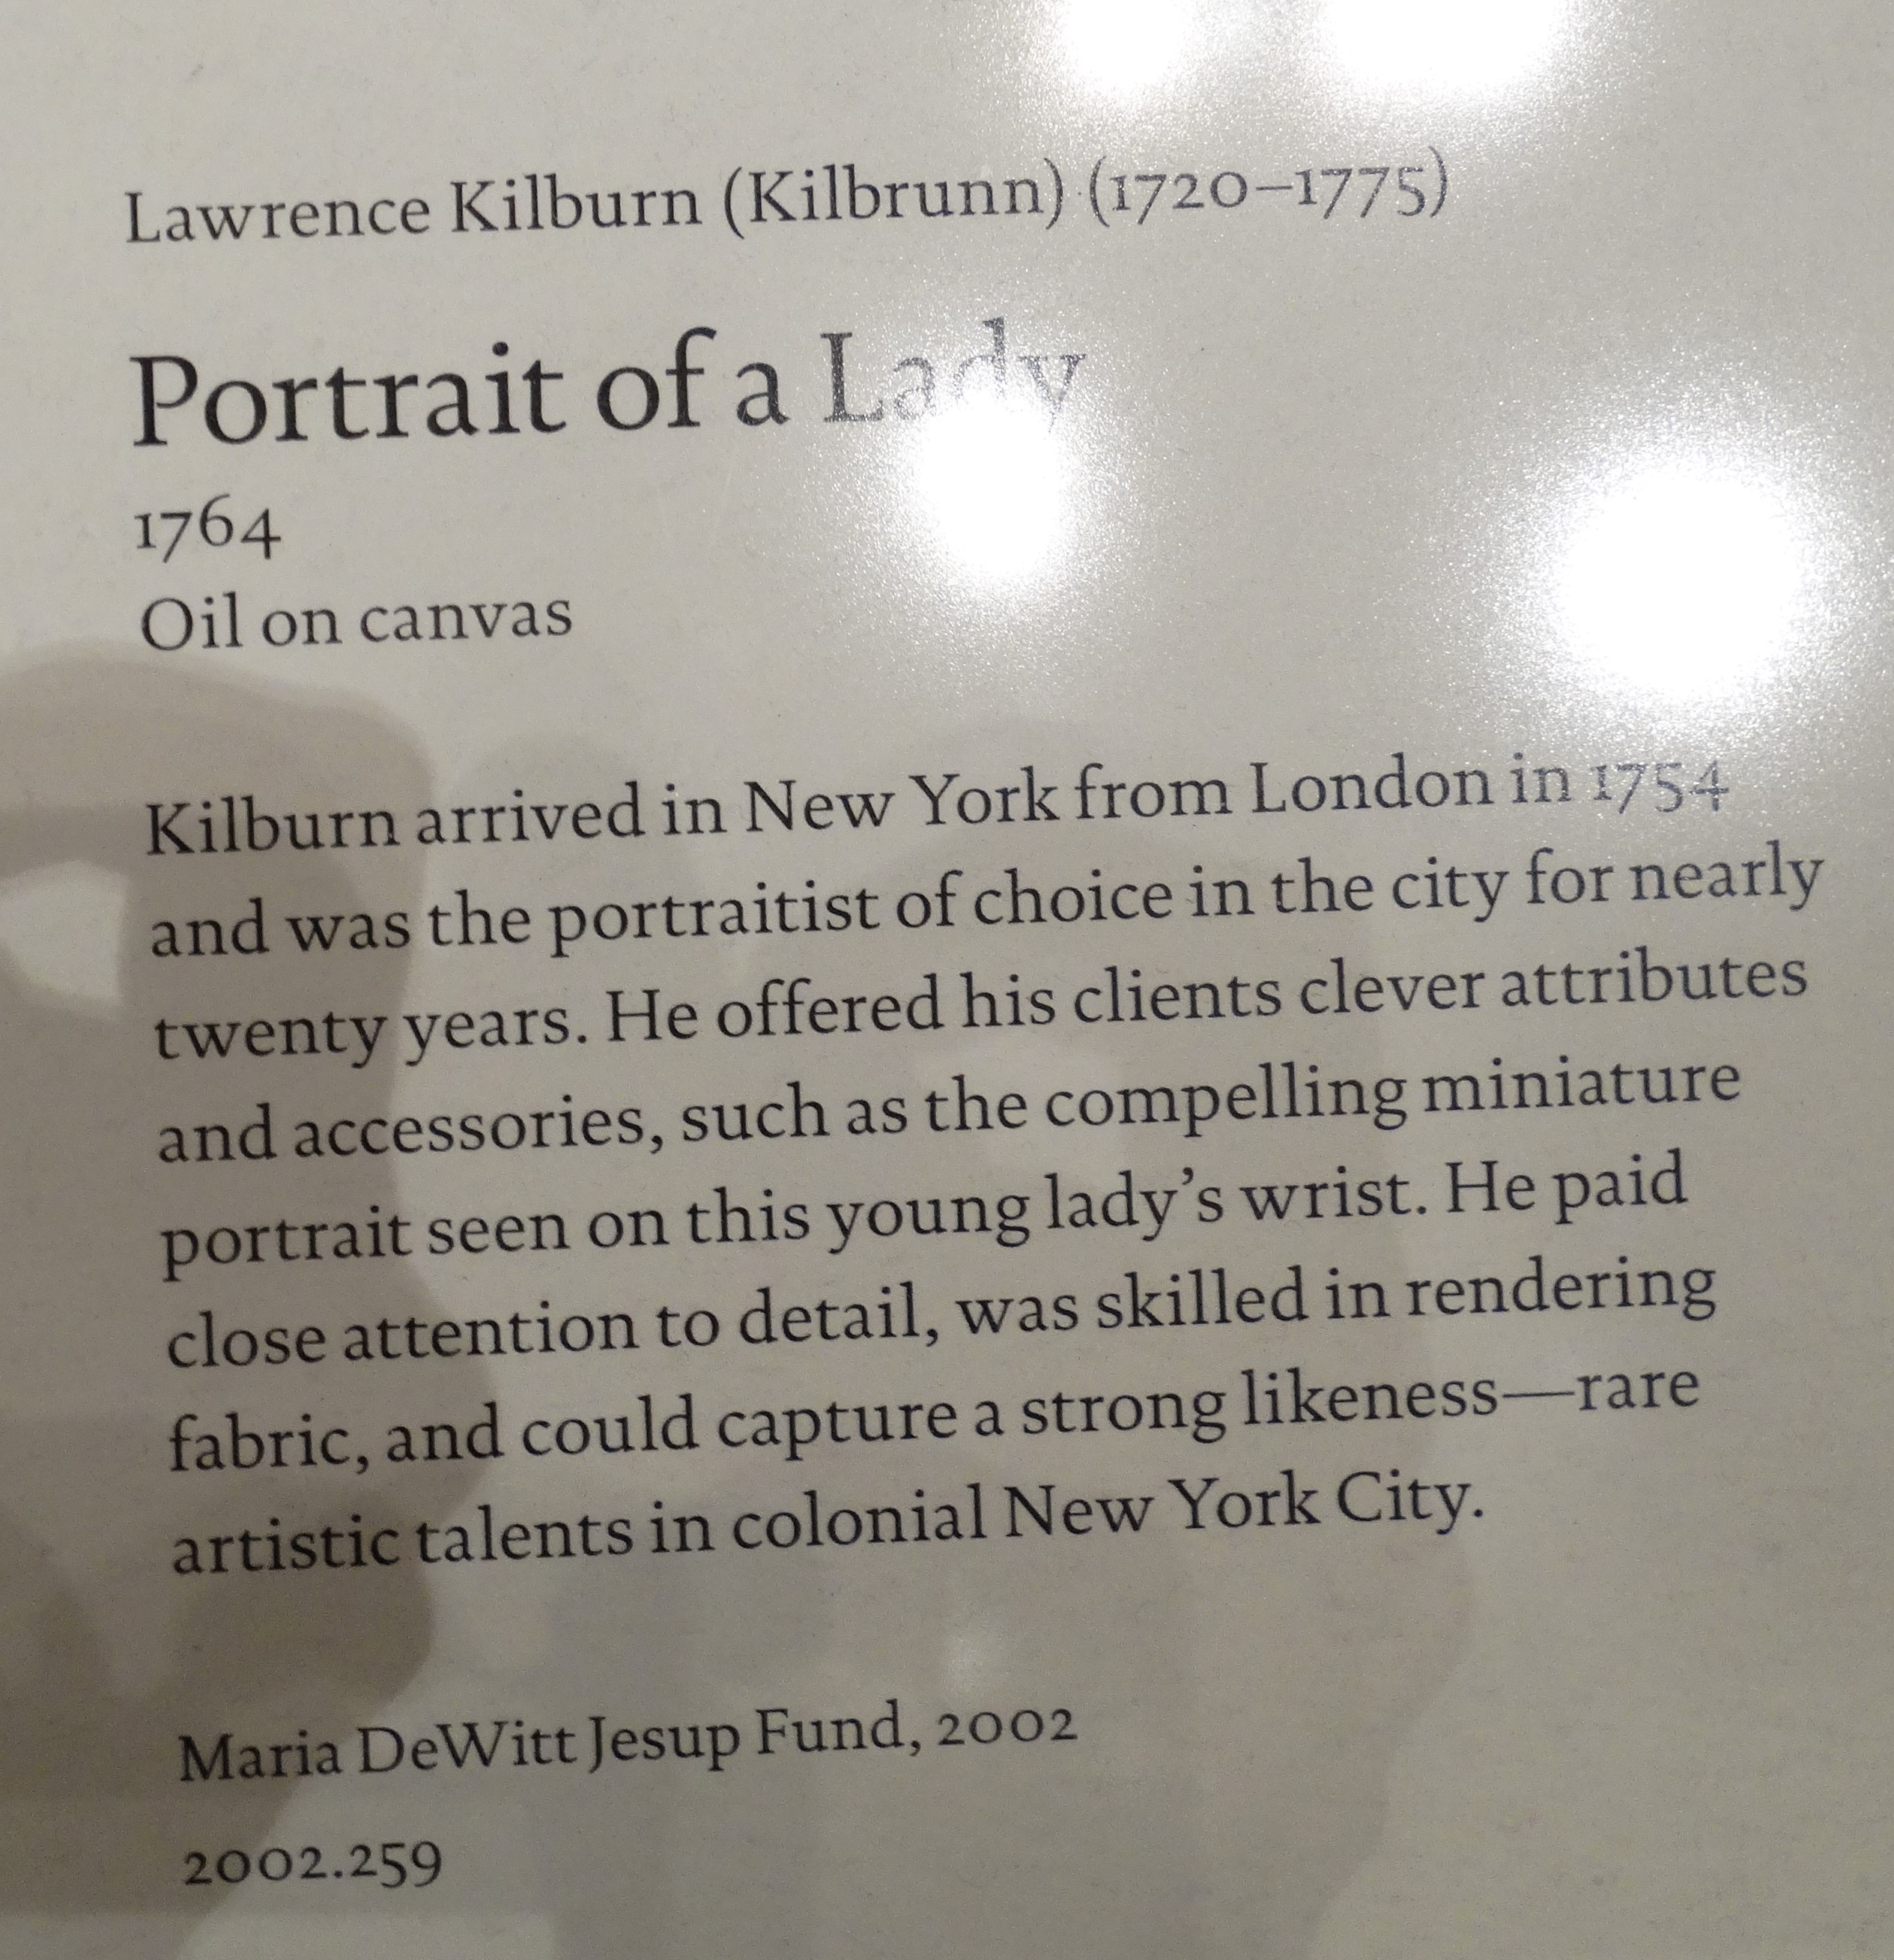 Lawrence Kilburn (Kilbrunn) (1720–1775)
Portrait of a Lady
1764
Oil on canvas
Kilburn arrived in New York from London in 1754
and was the portraitist of choice in the city for nearly
twenty years. He offered his clients clever attributes
and accessories, such as the compelling miniature
portrait seen on this young lady’s wrist. He paid
close attention to detail, was skilled in rendering
fabric, and could capture a strong likeness—rare
artistic talents in colonial New York City.
Maria DeWitt Jesup Fund, 2002
2002.259